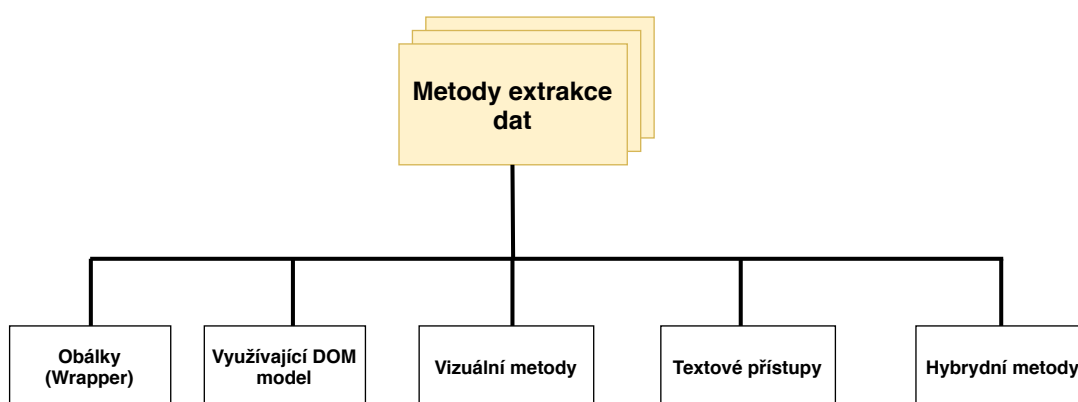 Metody extrakce
dat
Obálky
(Wrapper)
Využívající DOM
model
Vizuální metody
Textové přístupy
Hybrydní metody